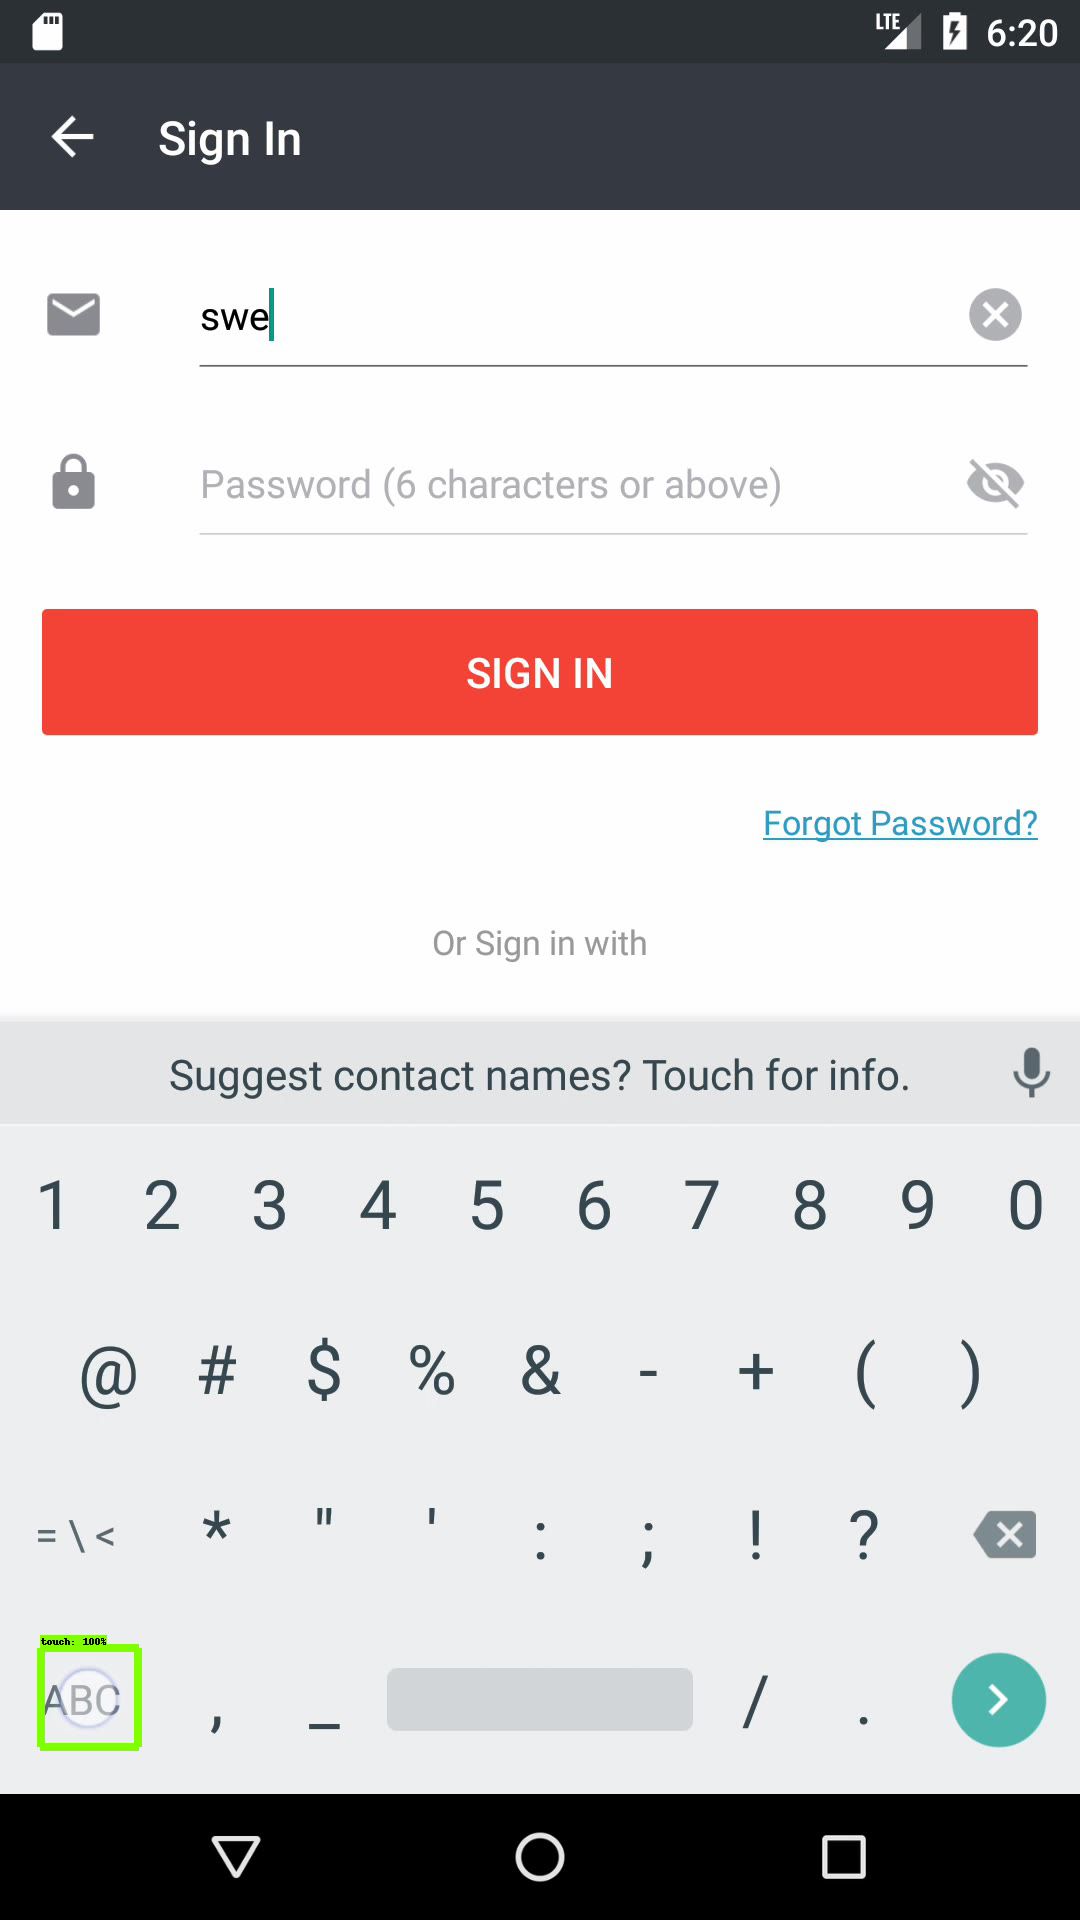 LTE 6:20
Sign In
swe
Password (6 characters or above)
SIGN IN
Forgot Password?
Or Sign in with
Suggest contact names? Touch for info.
1 2 3 4 5 6 7 8 9 0
@ # $ % & - + ( )
= \ < * " ' : ; ! ?
touch: 100%
ABC , _ / .